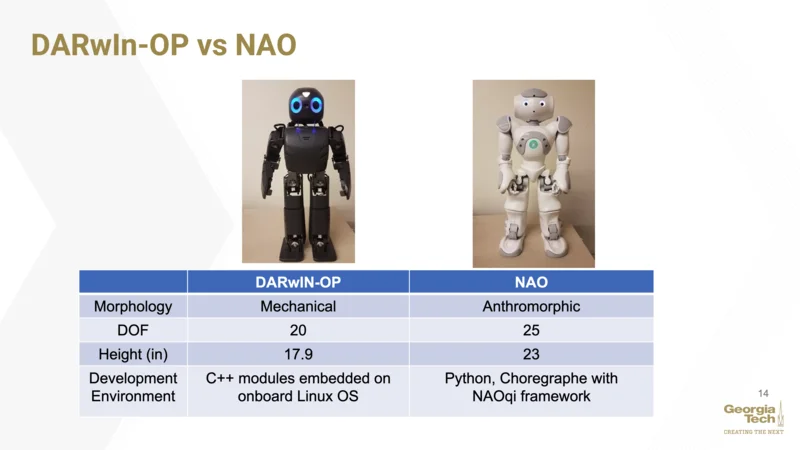 DARwIn-OP vs NAO
DARwIN-OP NAO
Morphology Mechanical Anthromorphic
DOF 20 25
Height (in) 17.9 23
Development C++ modules embedded on Python, Choregraphe with
Environment onboard Linux OS NAOqi framework
14
Georgia
Tech
CREATING THE NEXT